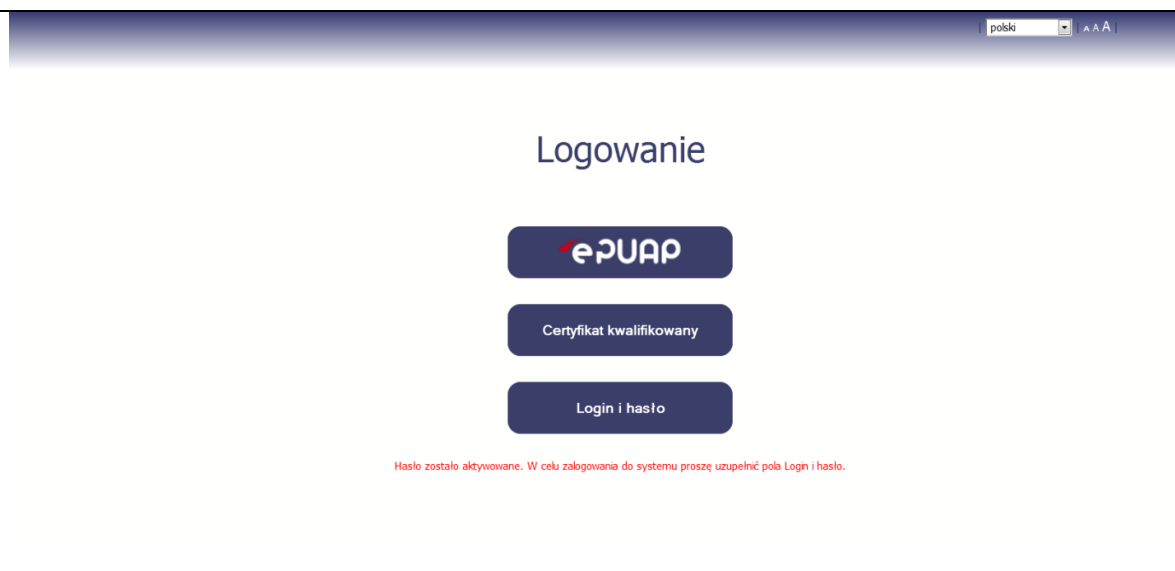 polski
A A A
Logowanie
ePUAP
Certyfikat kwalifikowany
Login i hasło
Hasło zostało aktywowane. W celu zalogowania do systemu proszę uzupełnić pola Login i hasło.